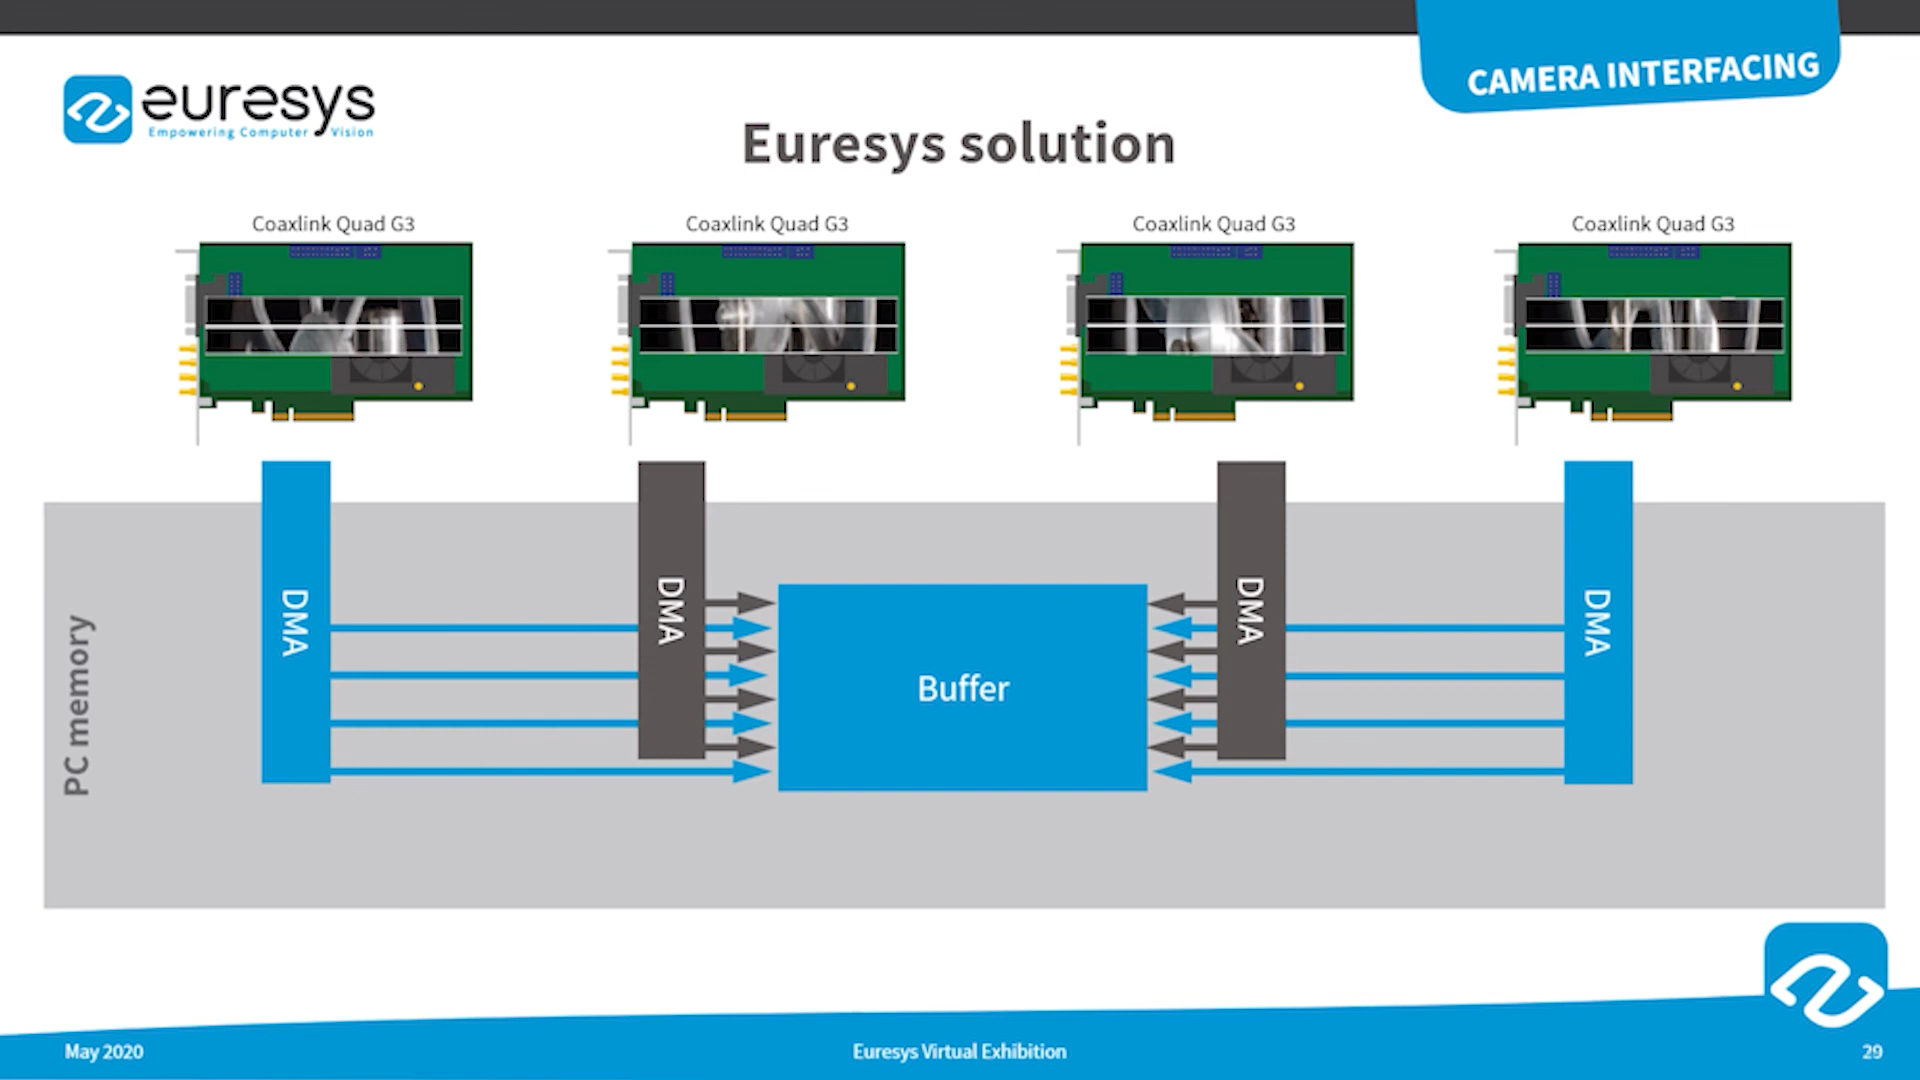 CAMERA INTERFACING
euresys
Empowering Computer Vision
Euresys solution
Coaxlink Quad G3
Coaxlink Quad G3
Coaxlink Quad G3
Coaxlink Quad G3
DMA
DMA
DMA
DMA
PC memory
Buffer
May 2020
Euresys Virtual Exhibition
29